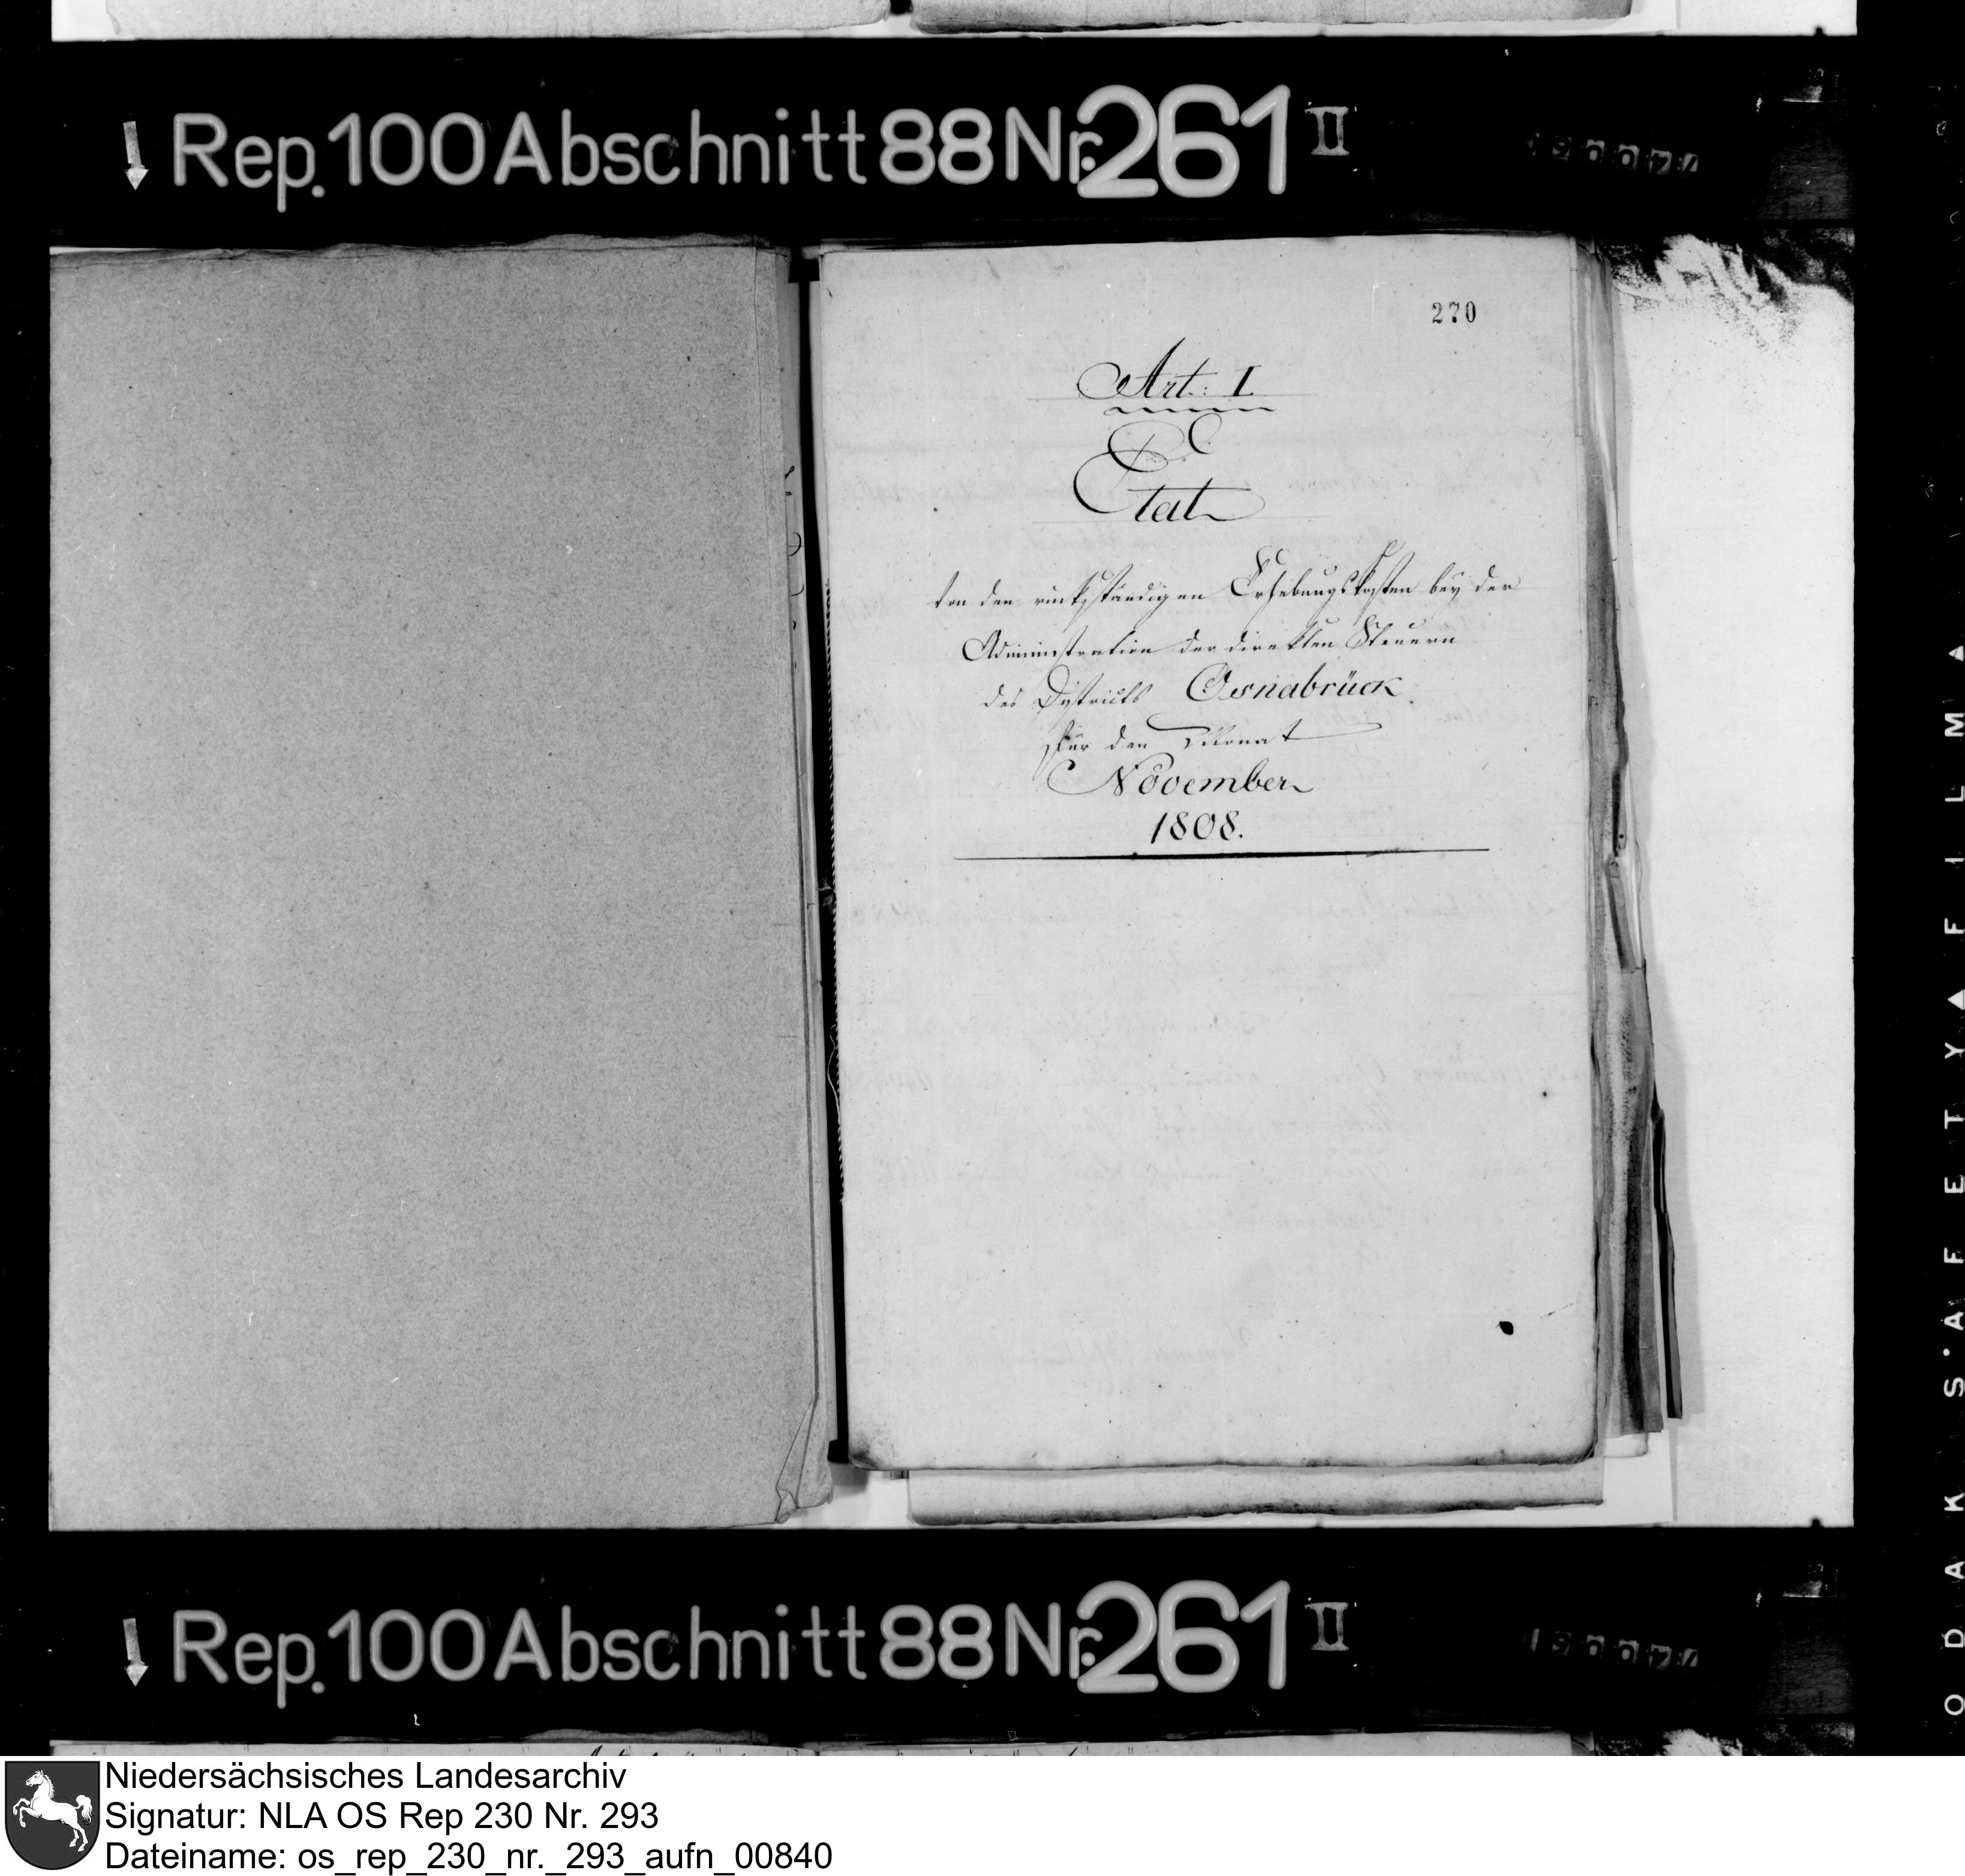 Rep. 100 Abschnitt 88 Nr. 261 II
270
Art: I.
Etat
von den rückständigen Erhebungskosten bey der
Administration der direkten Steuern
des Districts Osnabrück
für den Monat
November
1808.
Rep. 100 Abschnitt 88 Nr. 261 II
KODAK S'AFETY FILM
Niedersächsisches Landesarchiv
Signatur: NLA OS Rep 230 Nr. 293
Dateiname: os_rep_230_nr._293_aufn_00840